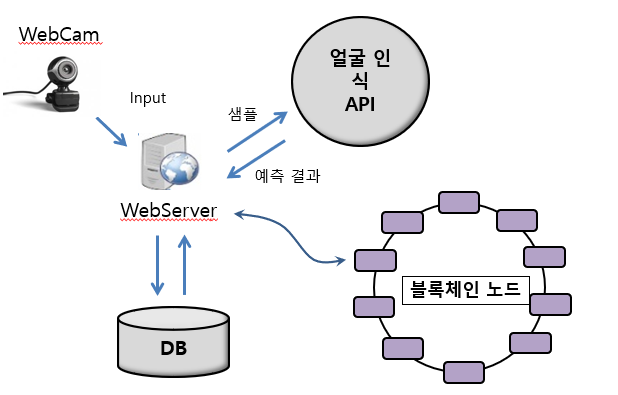 WebCam
얼굴 인
식
API
Input
샘플
예측 결과
WebServer
블록체인 노드
DB